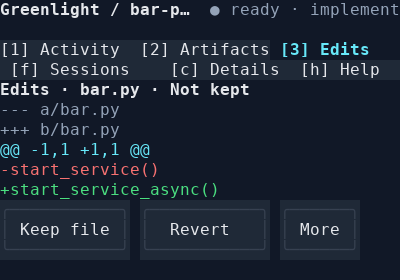 Greenlight / bar-p… ● ready · implement
[1] Activity [2] Artifacts [3] Edits
[f] Sessions [c] Details [h] Help
Edits · bar.py · Not kept
--- a/bar.py
+++ b/bar.py
@@ -1,1 +1,1 @@
-start_service()
+start_service_async()
Keep file Revert More